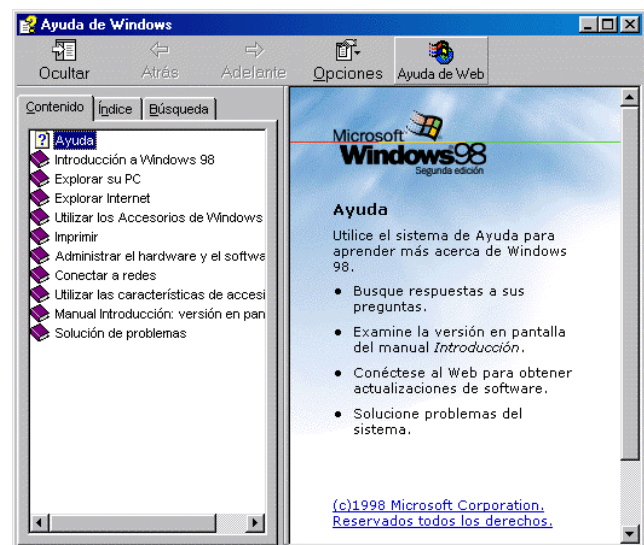 Ayuda de Windows
Ocultar Atrás Adelante Opciones Ayuda de Web
Contenido Índice Búsqueda
Ayuda
Introducción a Windows 98
Explorar su PC
Explorar Internet
Utilizar los Accesorios de Windows
Imprimir
Administrar el hardware y el softwa
Conectar a redes
Utilizar las características de accesi
Manual Introducción: versión en pan
Solución de problemas
Microsoft
Windows 98
Segunda edición
Ayuda
Utilice el sistema de Ayuda para
aprender más acerca de Windows
98.
• Busque respuestas a sus
preguntas.
• Examine la versión en pantalla
del manual Introducción.
• Conéctese al Web para obtener
actualizaciones de software.
• Solucione problemas del
sistema.
(c)1998 Microsoft Corporation.
Reservados todos los derechos.